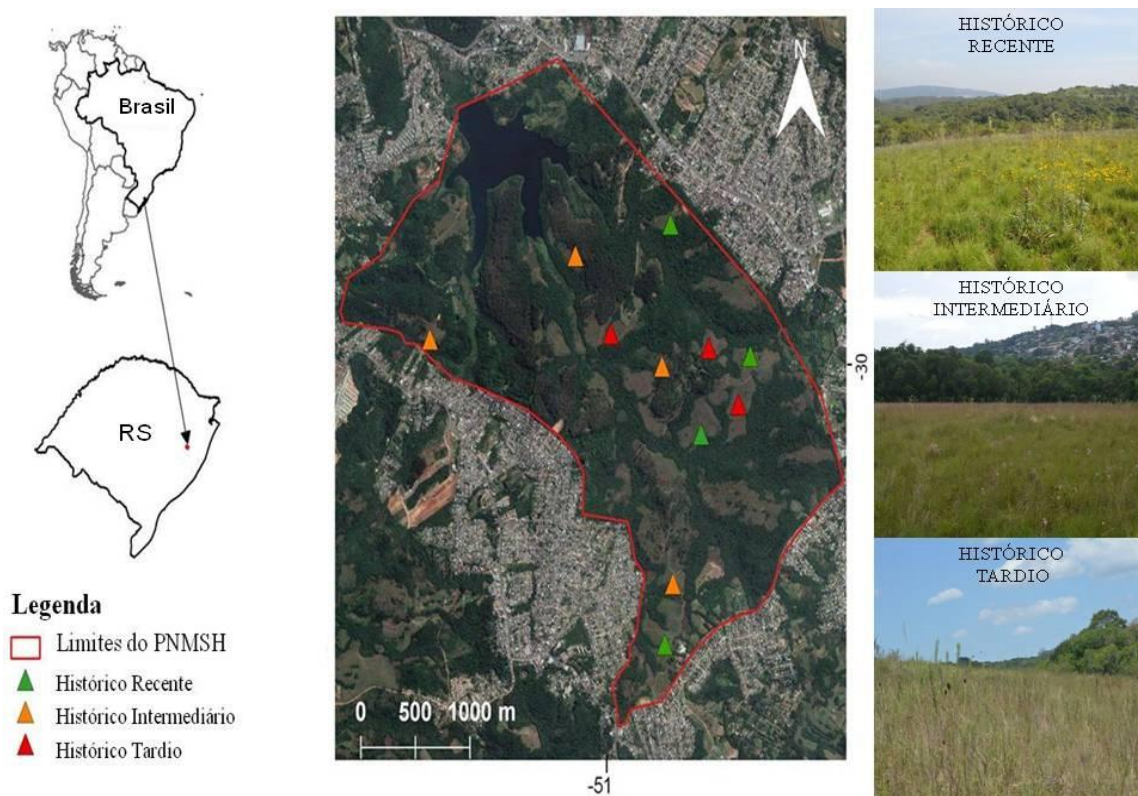 Brasil
RS
Legenda
Limites do PNMSH
Histórico Recente
Histórico Intermediário
Histórico Tardio
N
0 500 1000 m
-30
-51
HISTÓRICO
RECENTE
HISTÓRICO
INTERMEDIÁRIO
HISTÓRICO
TARDIO